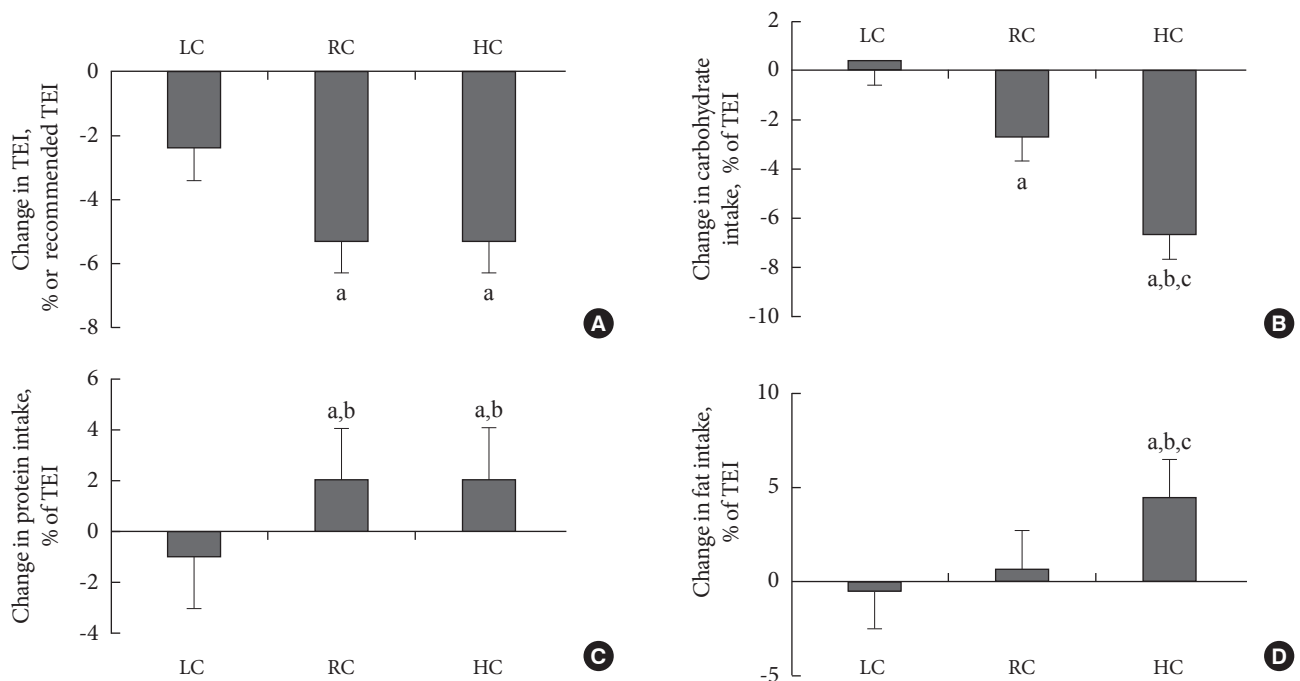 LC RC HC
0
-2
-4
-6
-8
Change in TEI,
% or recommended TEI
a a
A
2
0
-2
-4
-6
-8
-10
LC RC HC
Change in carbohydrate
intake, % of TEI
a
a,b,c
B
6
4
2
0
-2
-4
Change in protein intake,
% of TEI
a,b a,b
LC RC HC
C
10
5
0
-5
Change in fat intake,
% of TEI
a,b,c
LC RC HC
D